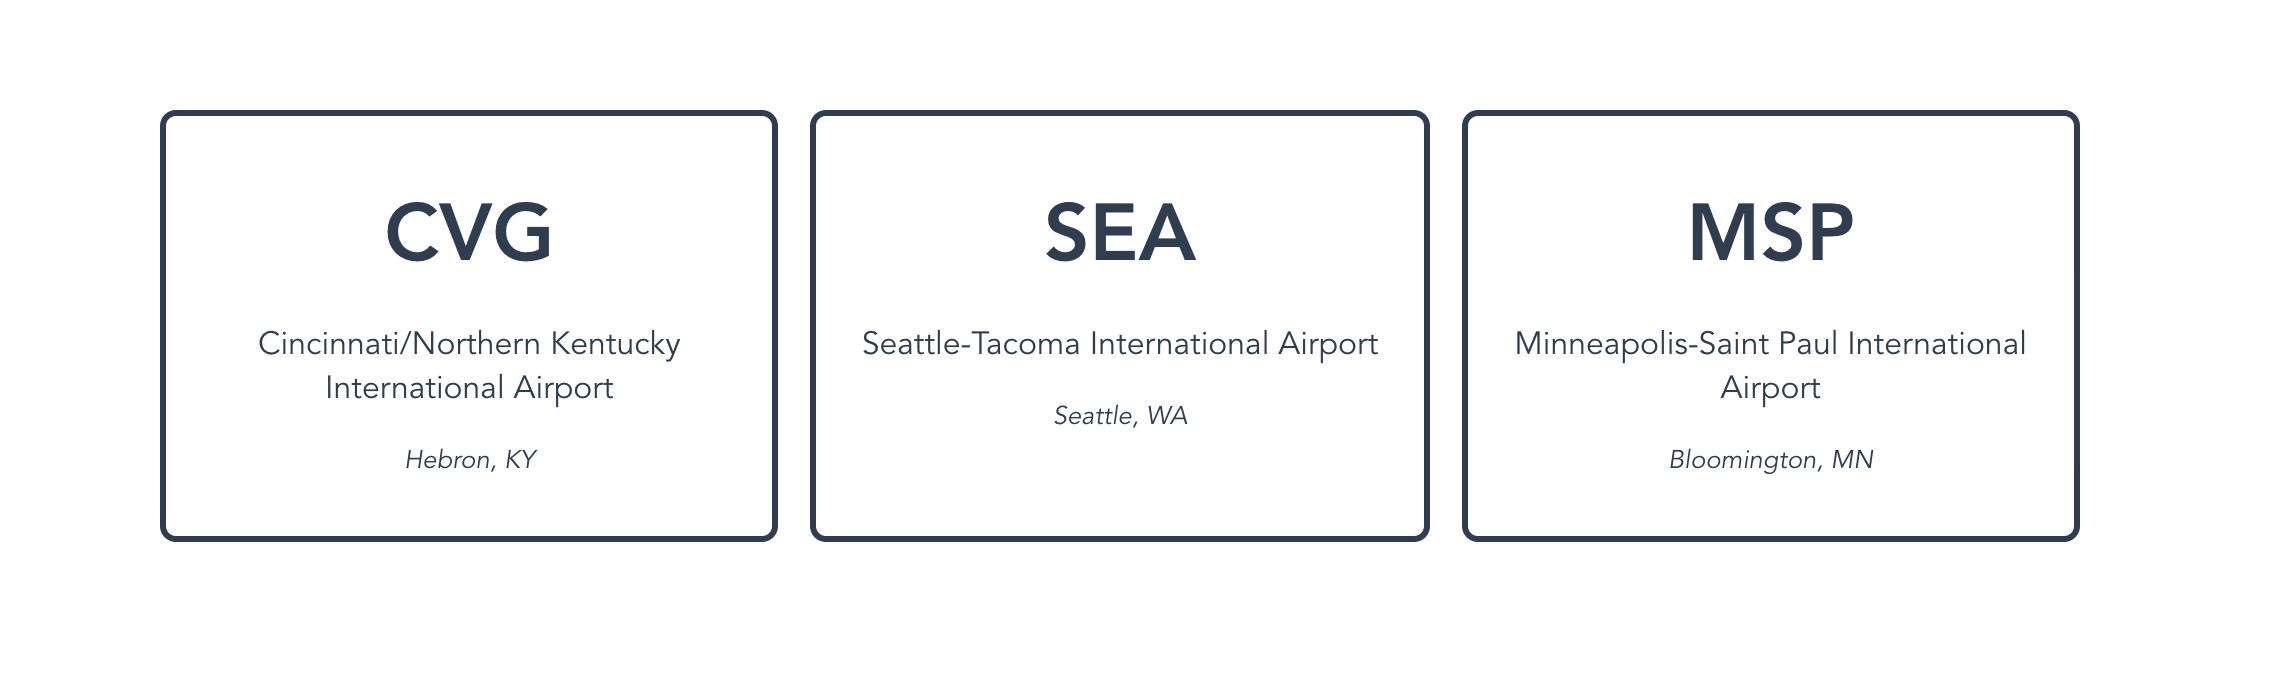 CVG
Cincinnati/Northern Kentucky
International Airport
Hebron, KY
SEA
Seattle-Tacoma International Airport
Seattle, WA
MSP
Minneapolis-Saint Paul International
Airport
Bloomington, MN